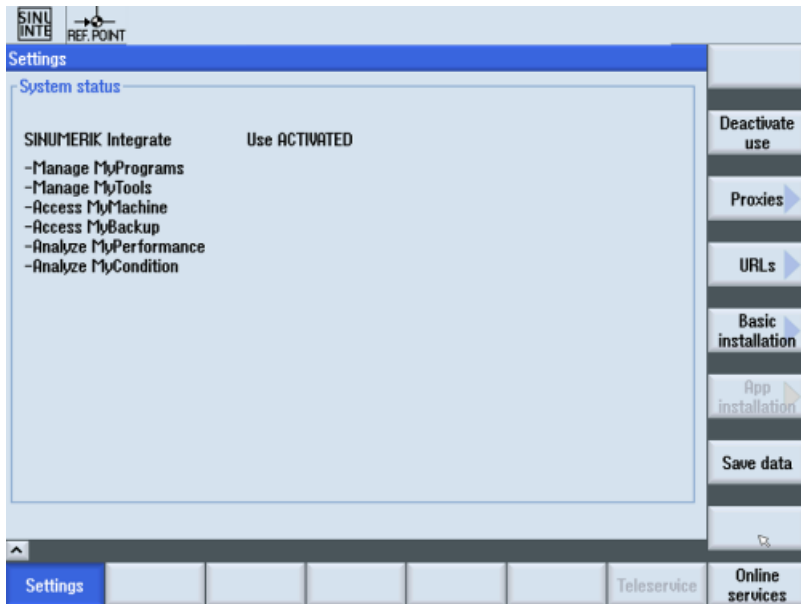 SINU
INTE
REF. POINT
Settings
System status
SINUMERIK Integrate Use ACTIVATED
-Manage MyPrograms
-Manage MyTools
-Access MyMachine
-Access MyBackup
-Analyze MyPerformance
-Analyze MyCondition
Deactivate
use
Proxies
URLs
Basic
installation
App
installation
Save data
Settings
Teleservice
Online
services